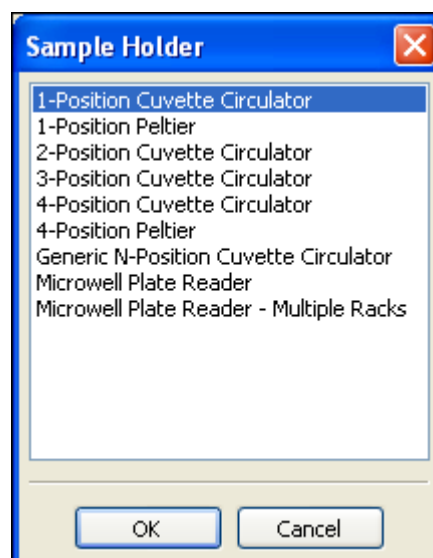 Sample Holder
1-Position Cuvette Circulator
1-Position Peltier
2-Position Cuvette Circulator
3-Position Cuvette Circulator
4-Position Cuvette Circulator
4-Position Peltier
Generic N-Position Cuvette Circulator
Microwell Plate Reader
Microwell Plate Reader - Multiple Racks
OK
Cancel